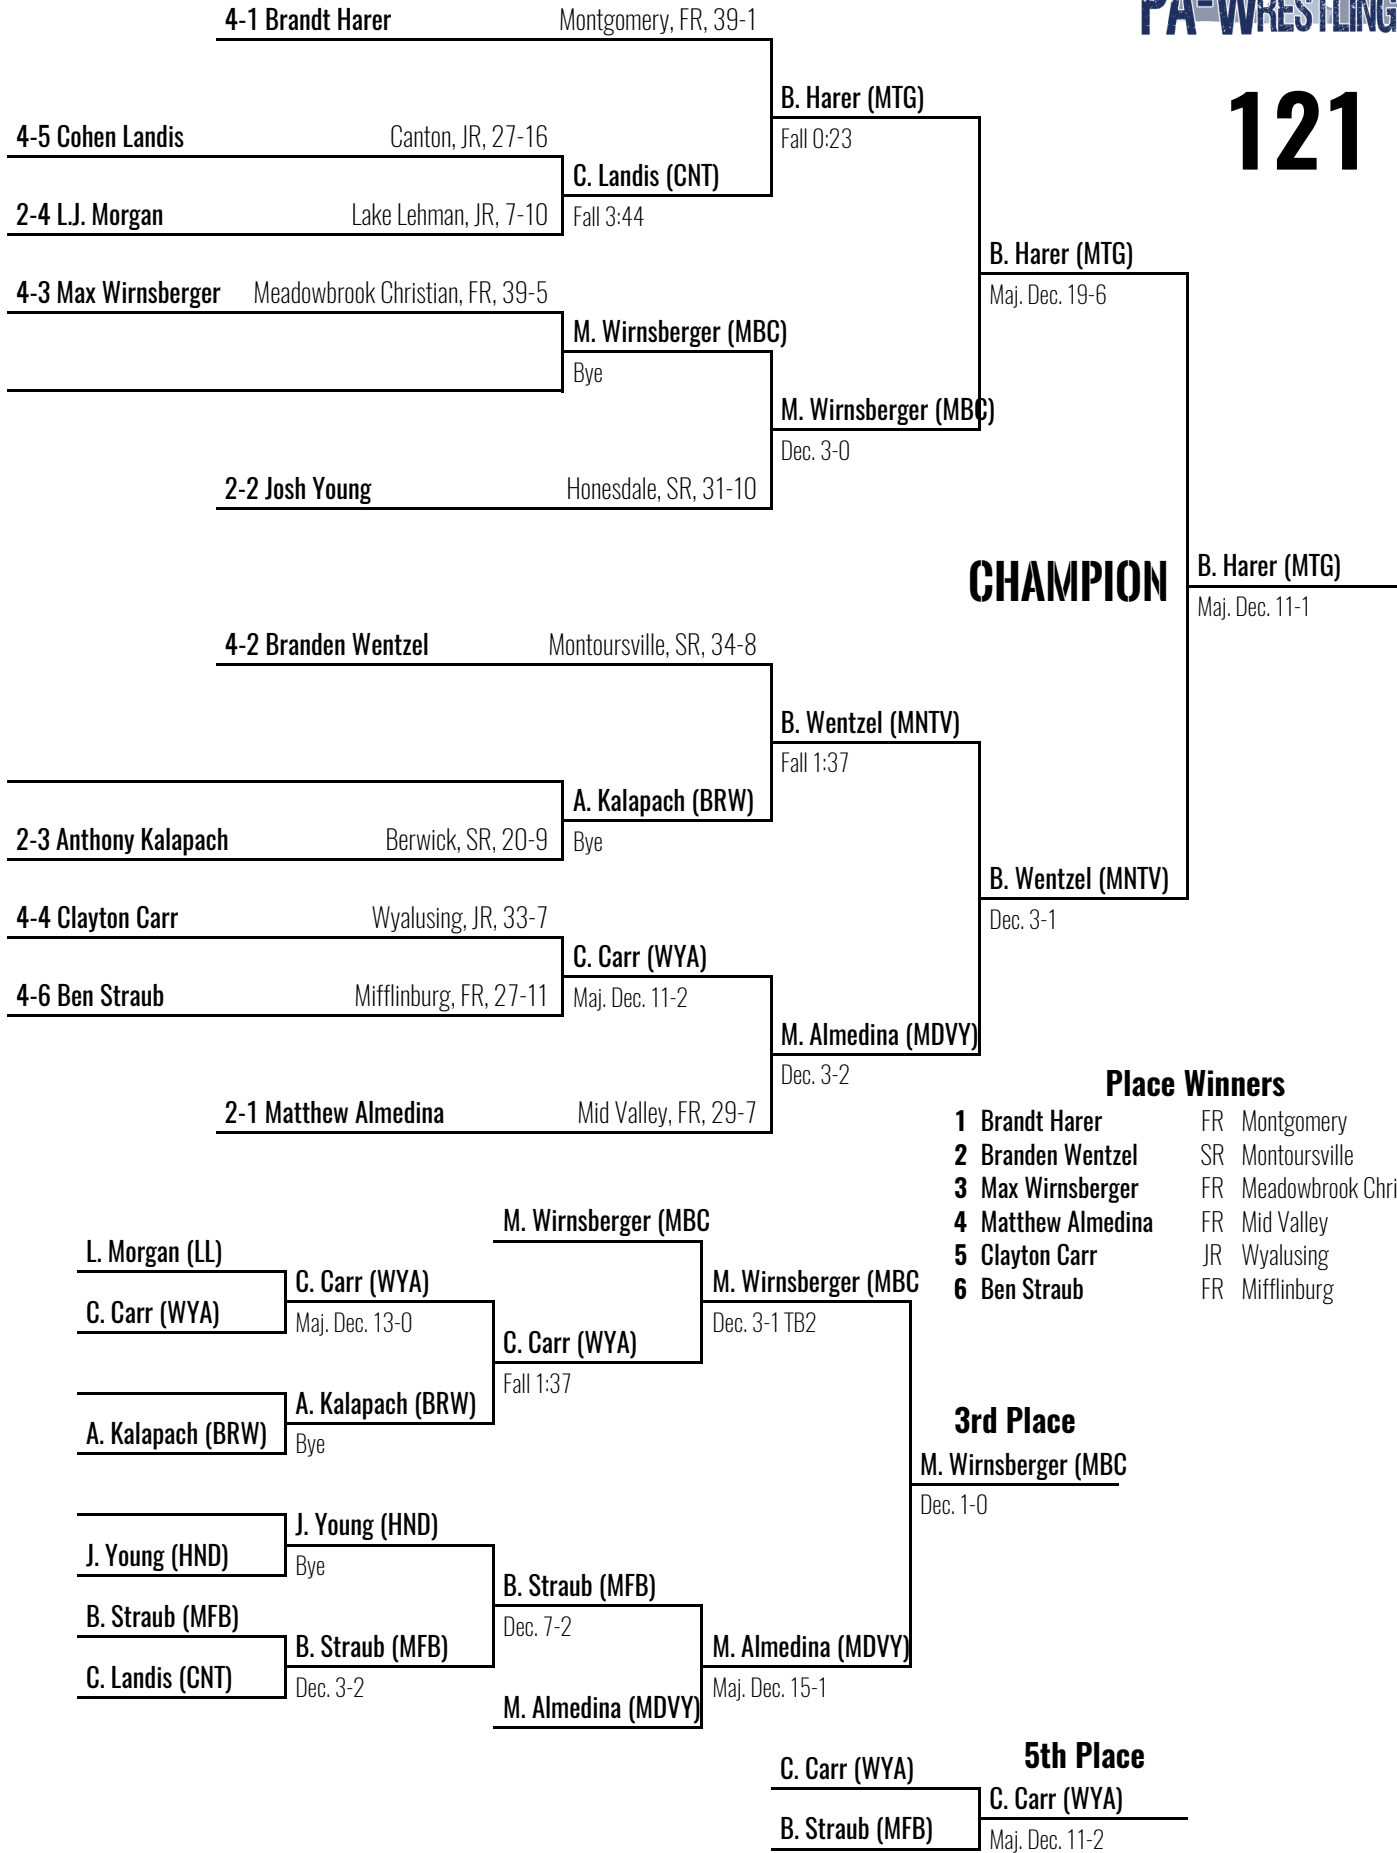 PA-WRESTLING
121
4-1 Brandt Harer Montgomery, FR, 39-1
B. Harer (MTG)
Fall 0:23
4-5 Cohen Landis Canton, JR, 27-16
C. Landis (CNT)
Fall 3:44
2-4 L.J. Morgan Lake Lehman, JR, 7-10
B. Harer (MTG)
Maj. Dec. 19-6
4-3 Max Wirnsberger Meadowbrook Christian, FR, 39-5
M. Wirnsberger (MBC)
Bye
M. Wirnsberger (MBC)
Dec. 3-0
2-2 Josh Young Honesdale, SR, 31-10
CHAMPION
B. Harer (MTG)
Maj. Dec. 11-1
4-2 Branden Wentzel Montoursville, SR, 34-8
B. Wentzel (MNTV)
Fall 1:37
A. Kalapach (BRW)
Bye
2-3 Anthony Kalapach Berwick, SR, 20-9
B. Wentzel (MNTV)
Dec. 3-1
4-4 Clayton Carr Wyalusing, JR, 33-7
C. Carr (WYA)
Maj. Dec. 11-2
4-6 Ben Straub Mifflinburg, FR, 27-11
M. Almedina (MDVY)
Dec. 3-2
2-1 Matthew Almedina Mid Valley, FR, 29-7
Place Winners
1 Brandt Harer FR Montgomery
2 Branden Wentzel SR Montoursville
3 Max Wirnsberger FR Meadowbrook Chri
4 Matthew Almedina FR Mid Valley
5 Clayton Carr JR Wyalusing
6 Ben Straub FR Mifflinburg
M. Wirnsberger (MBC
L. Morgan (LL)
C. Carr (WYA)
Maj. Dec. 13-0
C. Carr (WYA)
M. Wirnsberger (MBC
Dec. 3-1 TB2
C. Carr (WYA)
Fall 1:37
A. Kalapach (BRW)
Bye
A. Kalapach (BRW)
3rd Place
M. Wirnsberger (MBC
Dec. 1-0
J. Young (HND)
Bye
J. Young (HND)
B. Straub (MFB)
Dec. 7-2
B. Straub (MFB)
B. Straub (MFB)
Dec. 3-2
C. Landis (CNT)
M. Almedina (MDVY)
Maj. Dec. 15-1
M. Almedina (MDVY)
5th Place
C. Carr (WYA)
C. Carr (WYA)
Maj. Dec. 11-2
B. Straub (MFB)